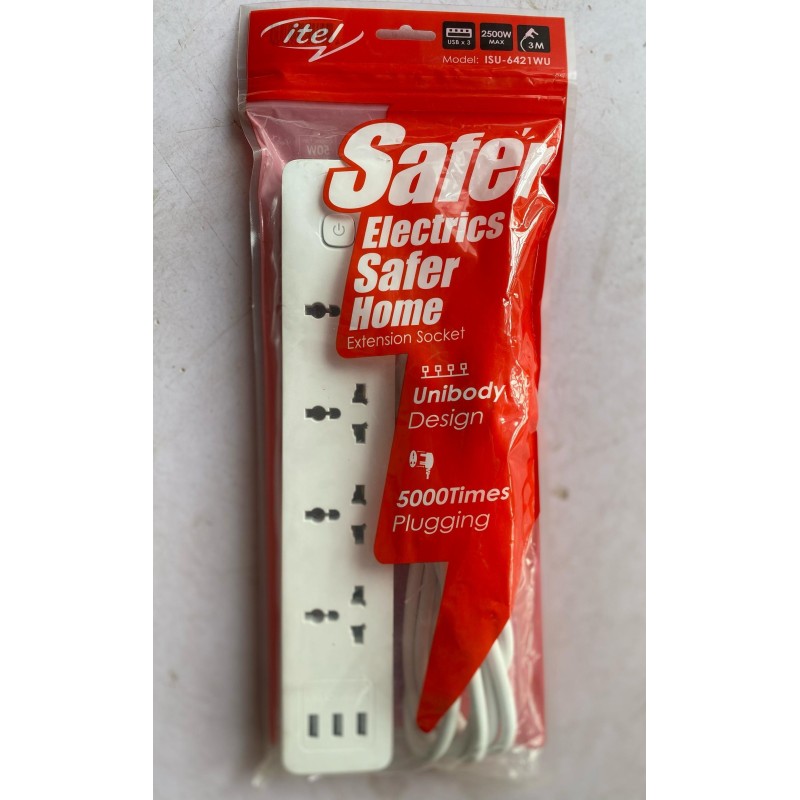 itel
USB x 3
2500W
MAX
3M
Model: ISU-6421WU
Safer
Electrics
Safer
Home
Extension Socket
Unibody
Design
5000Times
Plugging